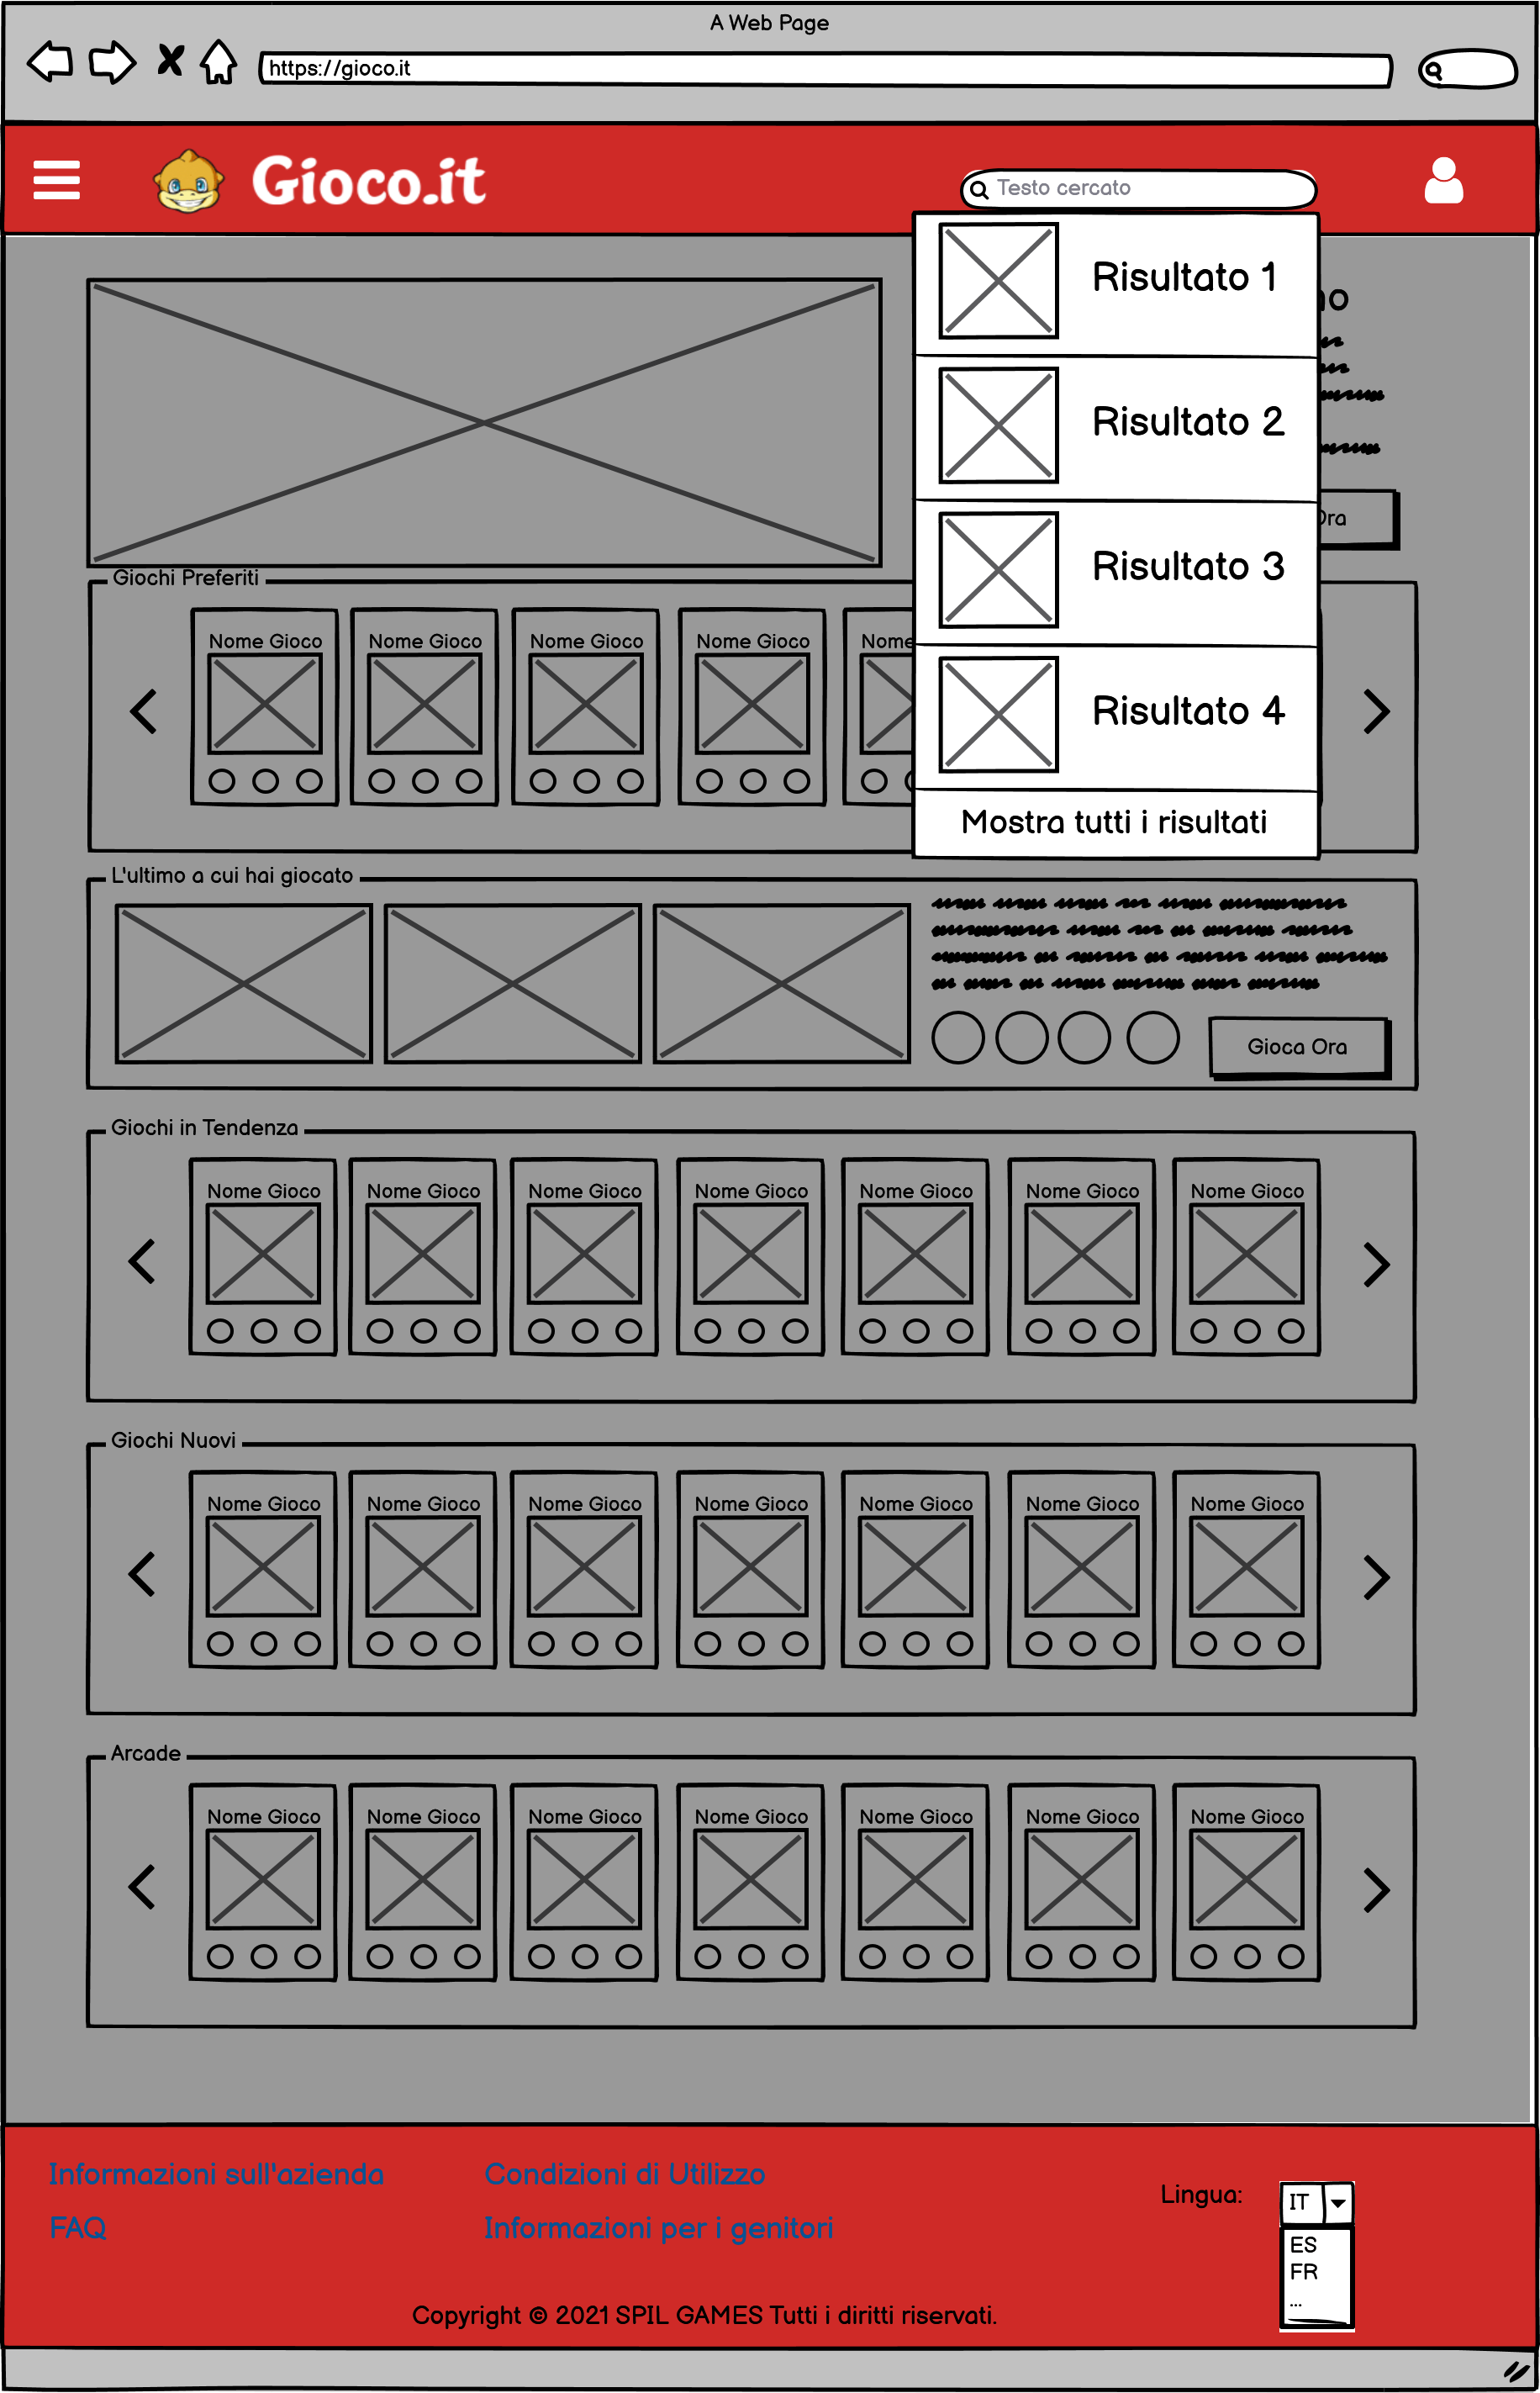 A Web Page
https://gioco.it
Gioco.it
Testo cercato
Risultato 1
Risultato 2
Risultato 3
Risultato 4
Mostra tutti i risultati
Ora
Giochi Preferiti
Nome Gioco Nome Gioco Nome Gioco Nome Gioco Nome
L'ultimo a cui hai giocato
Gioca Ora
Giochi in Tendenza
Nome Gioco Nome Gioco Nome Gioco Nome Gioco Nome Gioco Nome Gioco Nome Gioco
Giochi Nuovi
Nome Gioco Nome Gioco Nome Gioco Nome Gioco Nome Gioco Nome Gioco Nome Gioco
Arcade
Nome Gioco Nome Gioco Nome Gioco Nome Gioco Nome Gioco Nome Gioco Nome Gioco
Informazioni sull'azienda Condizioni di Utilizzo
Lingua: IT
FAQ Informazioni per i genitori
ES
FR
...
Copyright © 2021 SPIL GAMES Tutti i diritti riservati.